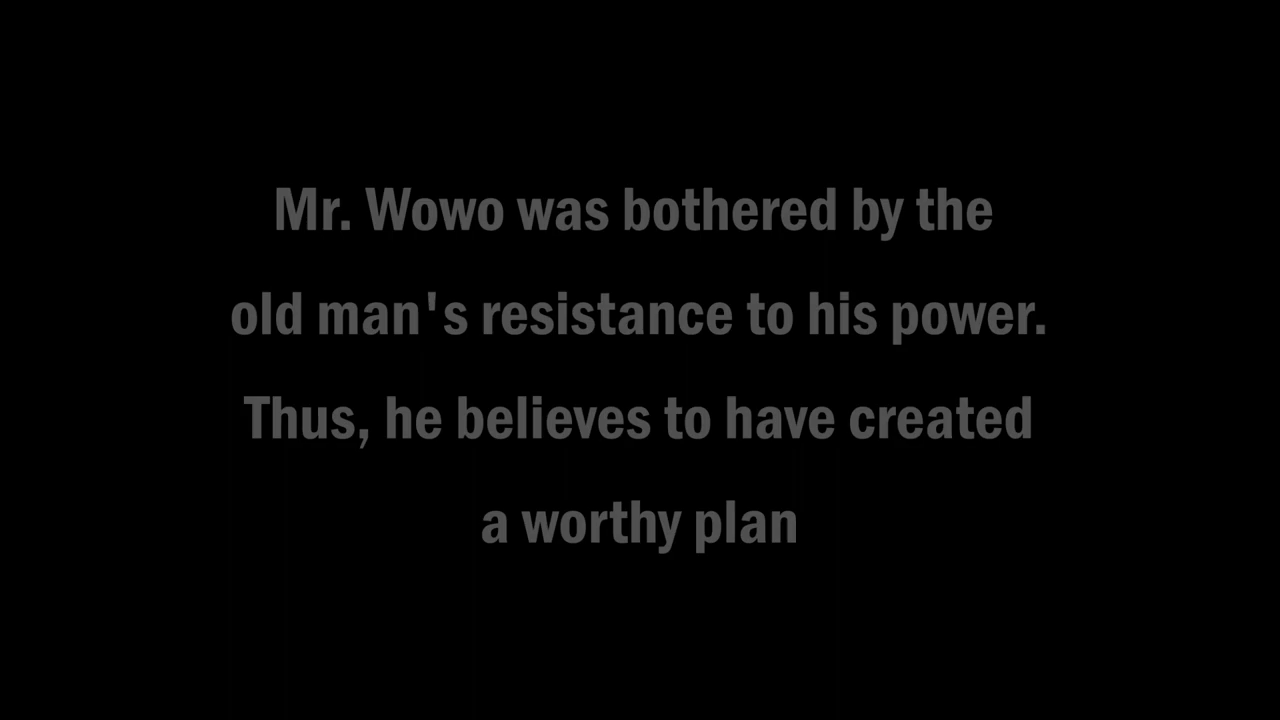 Mr. Wowo was bothered by the
old man's resistance to his power.
Thus, he believes to have created
a worthy plan